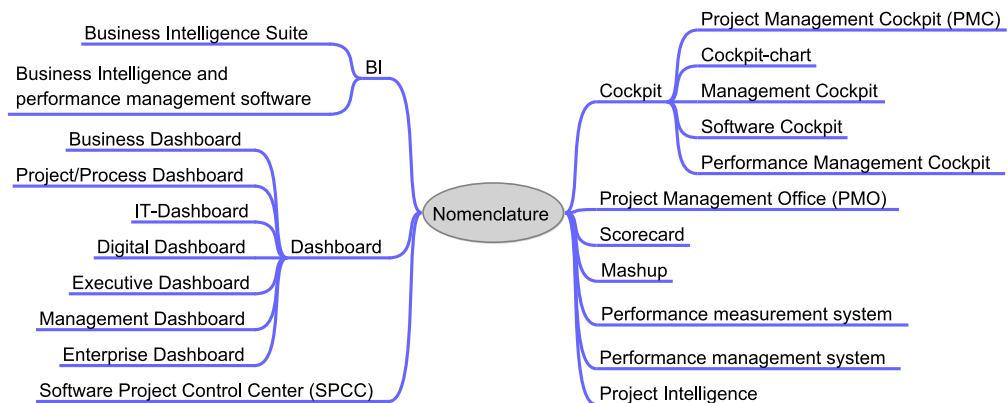 Business Intelligence Suite
Business Intelligence and
performance management software
BI
Business Dashboard
Project/Process Dashboard
IT-Dashboard
Digital Dashboard
Executive Dashboard
Management Dashboard
Enterprise Dashboard
Dashboard
Software Project Control Center (SPCC)
Nomenclature
Cockpit
Project Management Cockpit (PMC)
Cockpit-chart
Management Cockpit
Software Cockpit
Performance Management Cockpit
Project Management Office (PMO)
Scorecard
Mashup
Performance measurement system
Performance management system
Project Intelligence